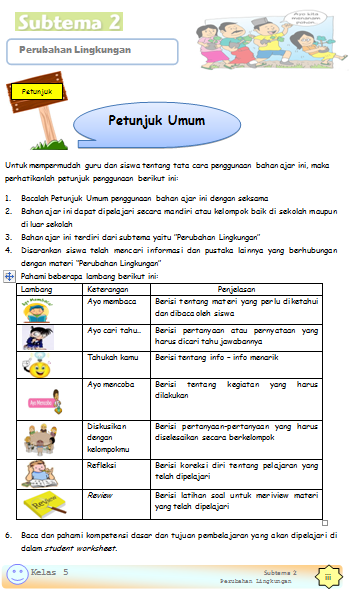 Subtema 2
Ayo kita menanam pohon
Perubahan Lingkungan
Petunjuk
Petunjuk Umum
Untuk mempermudah guru dan siswa tentang tata cara penggunaan bahan ajar ini, maka
perhatikanlah petunjuk penggunaan berikut ini:
1. Bacalah Petunjuk Umum penggunaan bahan ajar ini dengan seksama
2. Bahan ajar ini dapat dipelajari secara mandiri atau kelompok baik di sekolah maupun
di luar sekolah
3. Bahan ajar ini terdiri dari subtema yaitu "Perubahan Lingkungan"
4. Disarankan siswa telah mencari informasi dan pustaka lainnya yang berhubungan
dengan materi "Perubahan Lingkungan"
Pahami beberapa lambang berikut ini:
Lambang Keterangan Penjelasan
Ayo membaca Berisi tentang materi yang perlu diketahui
dan dibaca oleh siswa
Ayo cari tahu.. Berisi pertanyaan atau pernyataan yang
harus dicari tahu jawabannya
Tahukah kamu Berisi tentang info – info menarik
Ayo mencoba Berisi tentang kegiatan yang harus
dilakukan
Ayo Mencoba
Diskusikan Berisi pertanyaan-pertanyaan yang harus
dengan diselesaikan secara berkelompok
kelompokmu
Refleksi Berisi koreksi diri tentang pelajaran yang
telah dipelajari
Review Review Berisi latihan soal untuk meriview materi
yang telah dipelajari
6. Baca dan pahami kompetensi dasar dan tujuan pembelajaran yang akan dipelajari di
dalam student worksheet.
Kelas 5
Subtema 2
Perubahan Lingkungan
iii